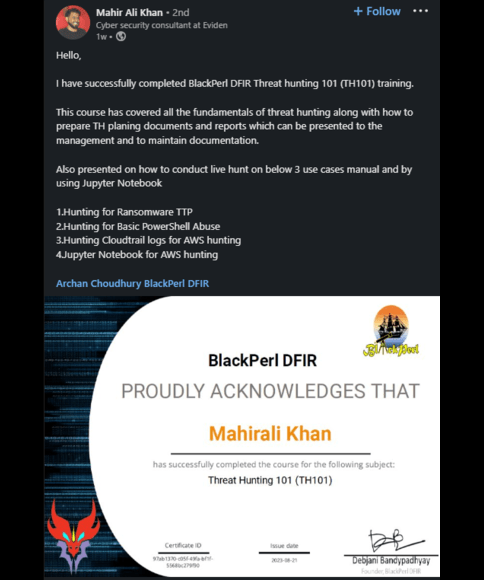 Mahir Ali Khan • 2nd
+ Follow
Cyber security consultant at Eviden
1w •
Hello,
I have successfully completed BlackPerl DFIR Threat hunting 101 (TH101) training.
This course has covered all the fundamentals of threat hunting along with how to
prepare TH planing documents and reports which can be presented to the
management and to maintain documentation.
Also presented on how to conduct live hunt on below 3 use cases manual and by
using Jupyter Notebook
1.Hunting for Ransomware TTP
2.Hunting for Basic PowerShell Abuse
3.Hunting Cloudtrail logs for AWS hunting
4.Jupyter Notebook for AWS hunting
Archan Choudhury BlackPerl DFIR
BlackPerl
BlackPerl DFIR
PROUDLY ACKNOWLEDGES THAT
Mahirali Khan
has successfully completed the course for the following subject:
Threat Hunting 101 (TH101)
Certificate ID
Issue date
2023-08-21
Debjani Bandypadhyay
Founder, BlackPerl DFIR